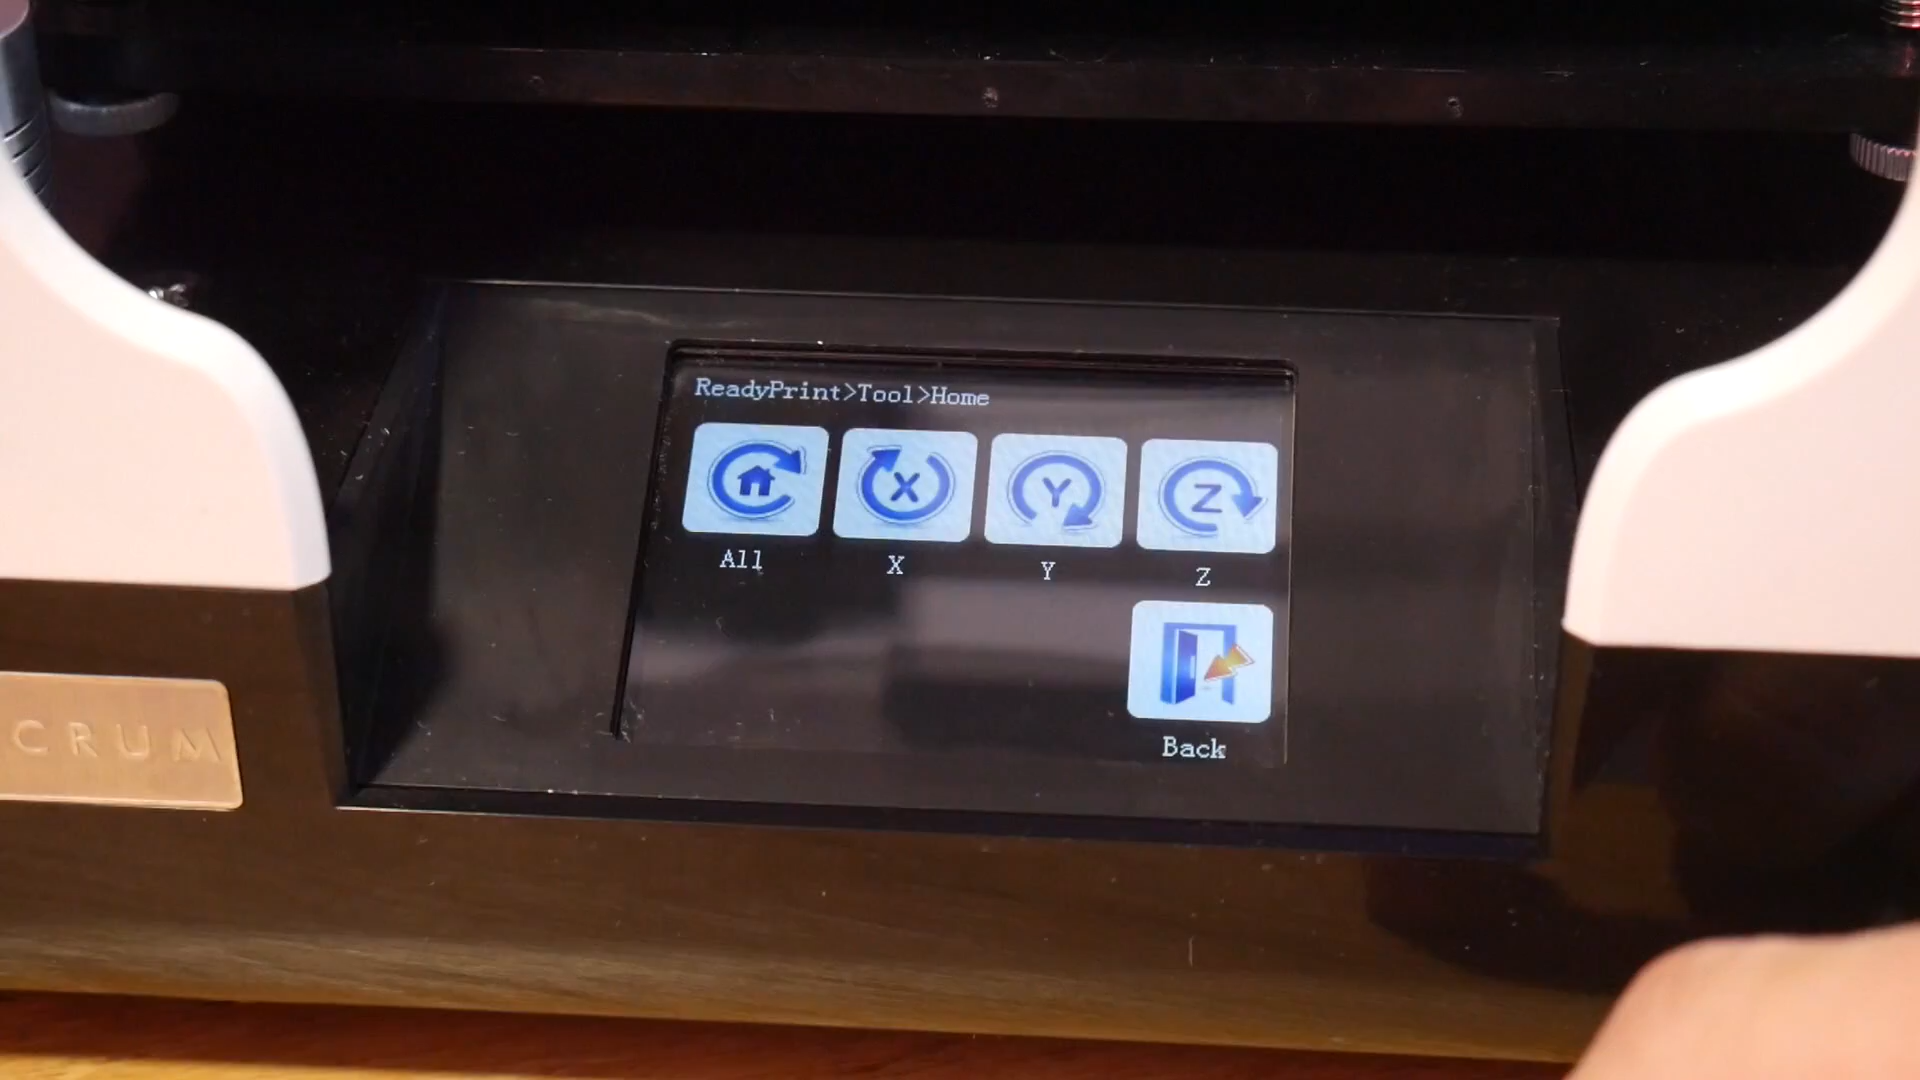 ReadyPrint>Tool>Home
X Y Z
All X Y Z
Back
CRUM